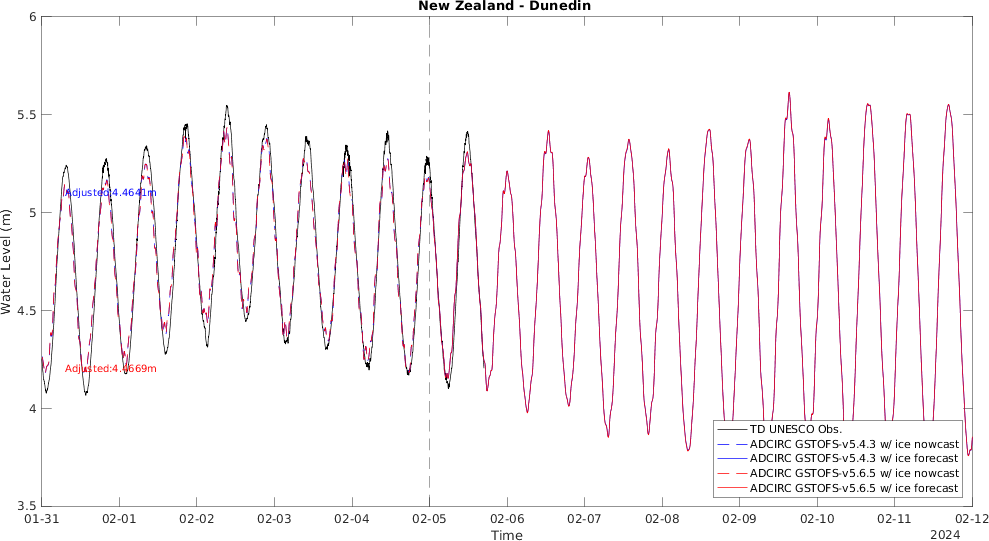 New Zealand - Dunedin
6
5.5
5
4.5
4
3.5
Water Level (m)
Adjusted:4.4641m
Adjusted:4.4669m
TD UNESCO Obs.
ADCIRC GSTOFS-v5.4.3 w/ ice nowcast
ADCIRC GSTOFS-v5.4.3 w/ ice forecast
ADCIRC GSTOFS-v5.6.5 w/ ice nowcast
ADCIRC GSTOFS-v5.6.5 w/ ice forecast
01-31 02-01 02-02 02-03 02-04 02-05 02-06 02-07 02-08 02-09 02-10 02-11 02-12
Time
2024